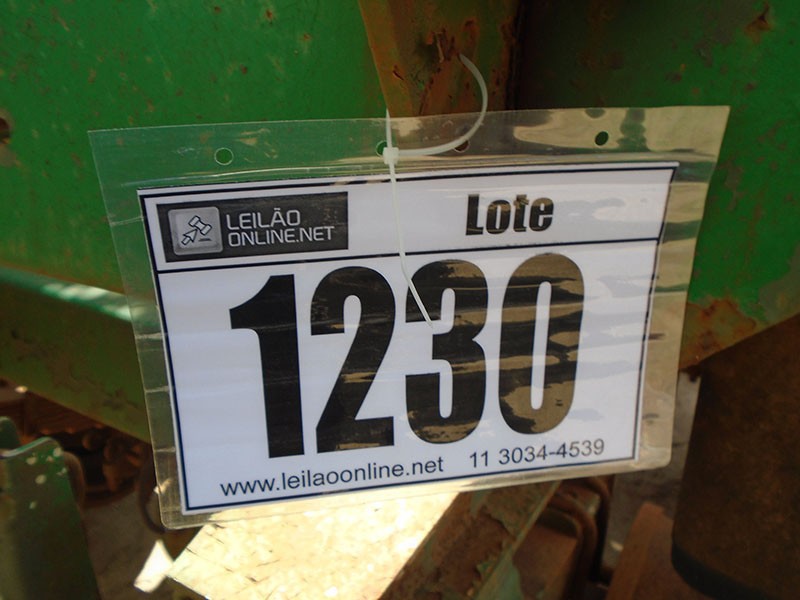 LEILÃO
ONLINE.NET
Lote
1230
www.leilaoonline.net 11 3034-4539